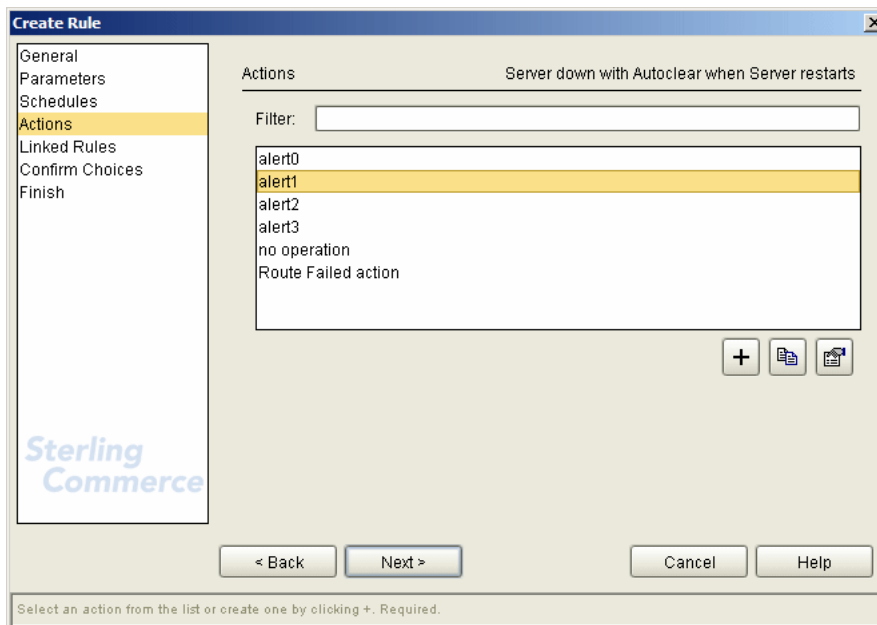 Create Rule
General
Parameters
Schedules
Actions
Linked Rules
Confirm Choices
Finish
Sterling
Commerce
Actions
Server down with Autoclear when Server restarts
Filter:
alert0
alert1
alert2
alert3
no operation
Route Failed action
< Back
Next >
Cancel
Help
Select an action from the list or create one by clicking +. Required.